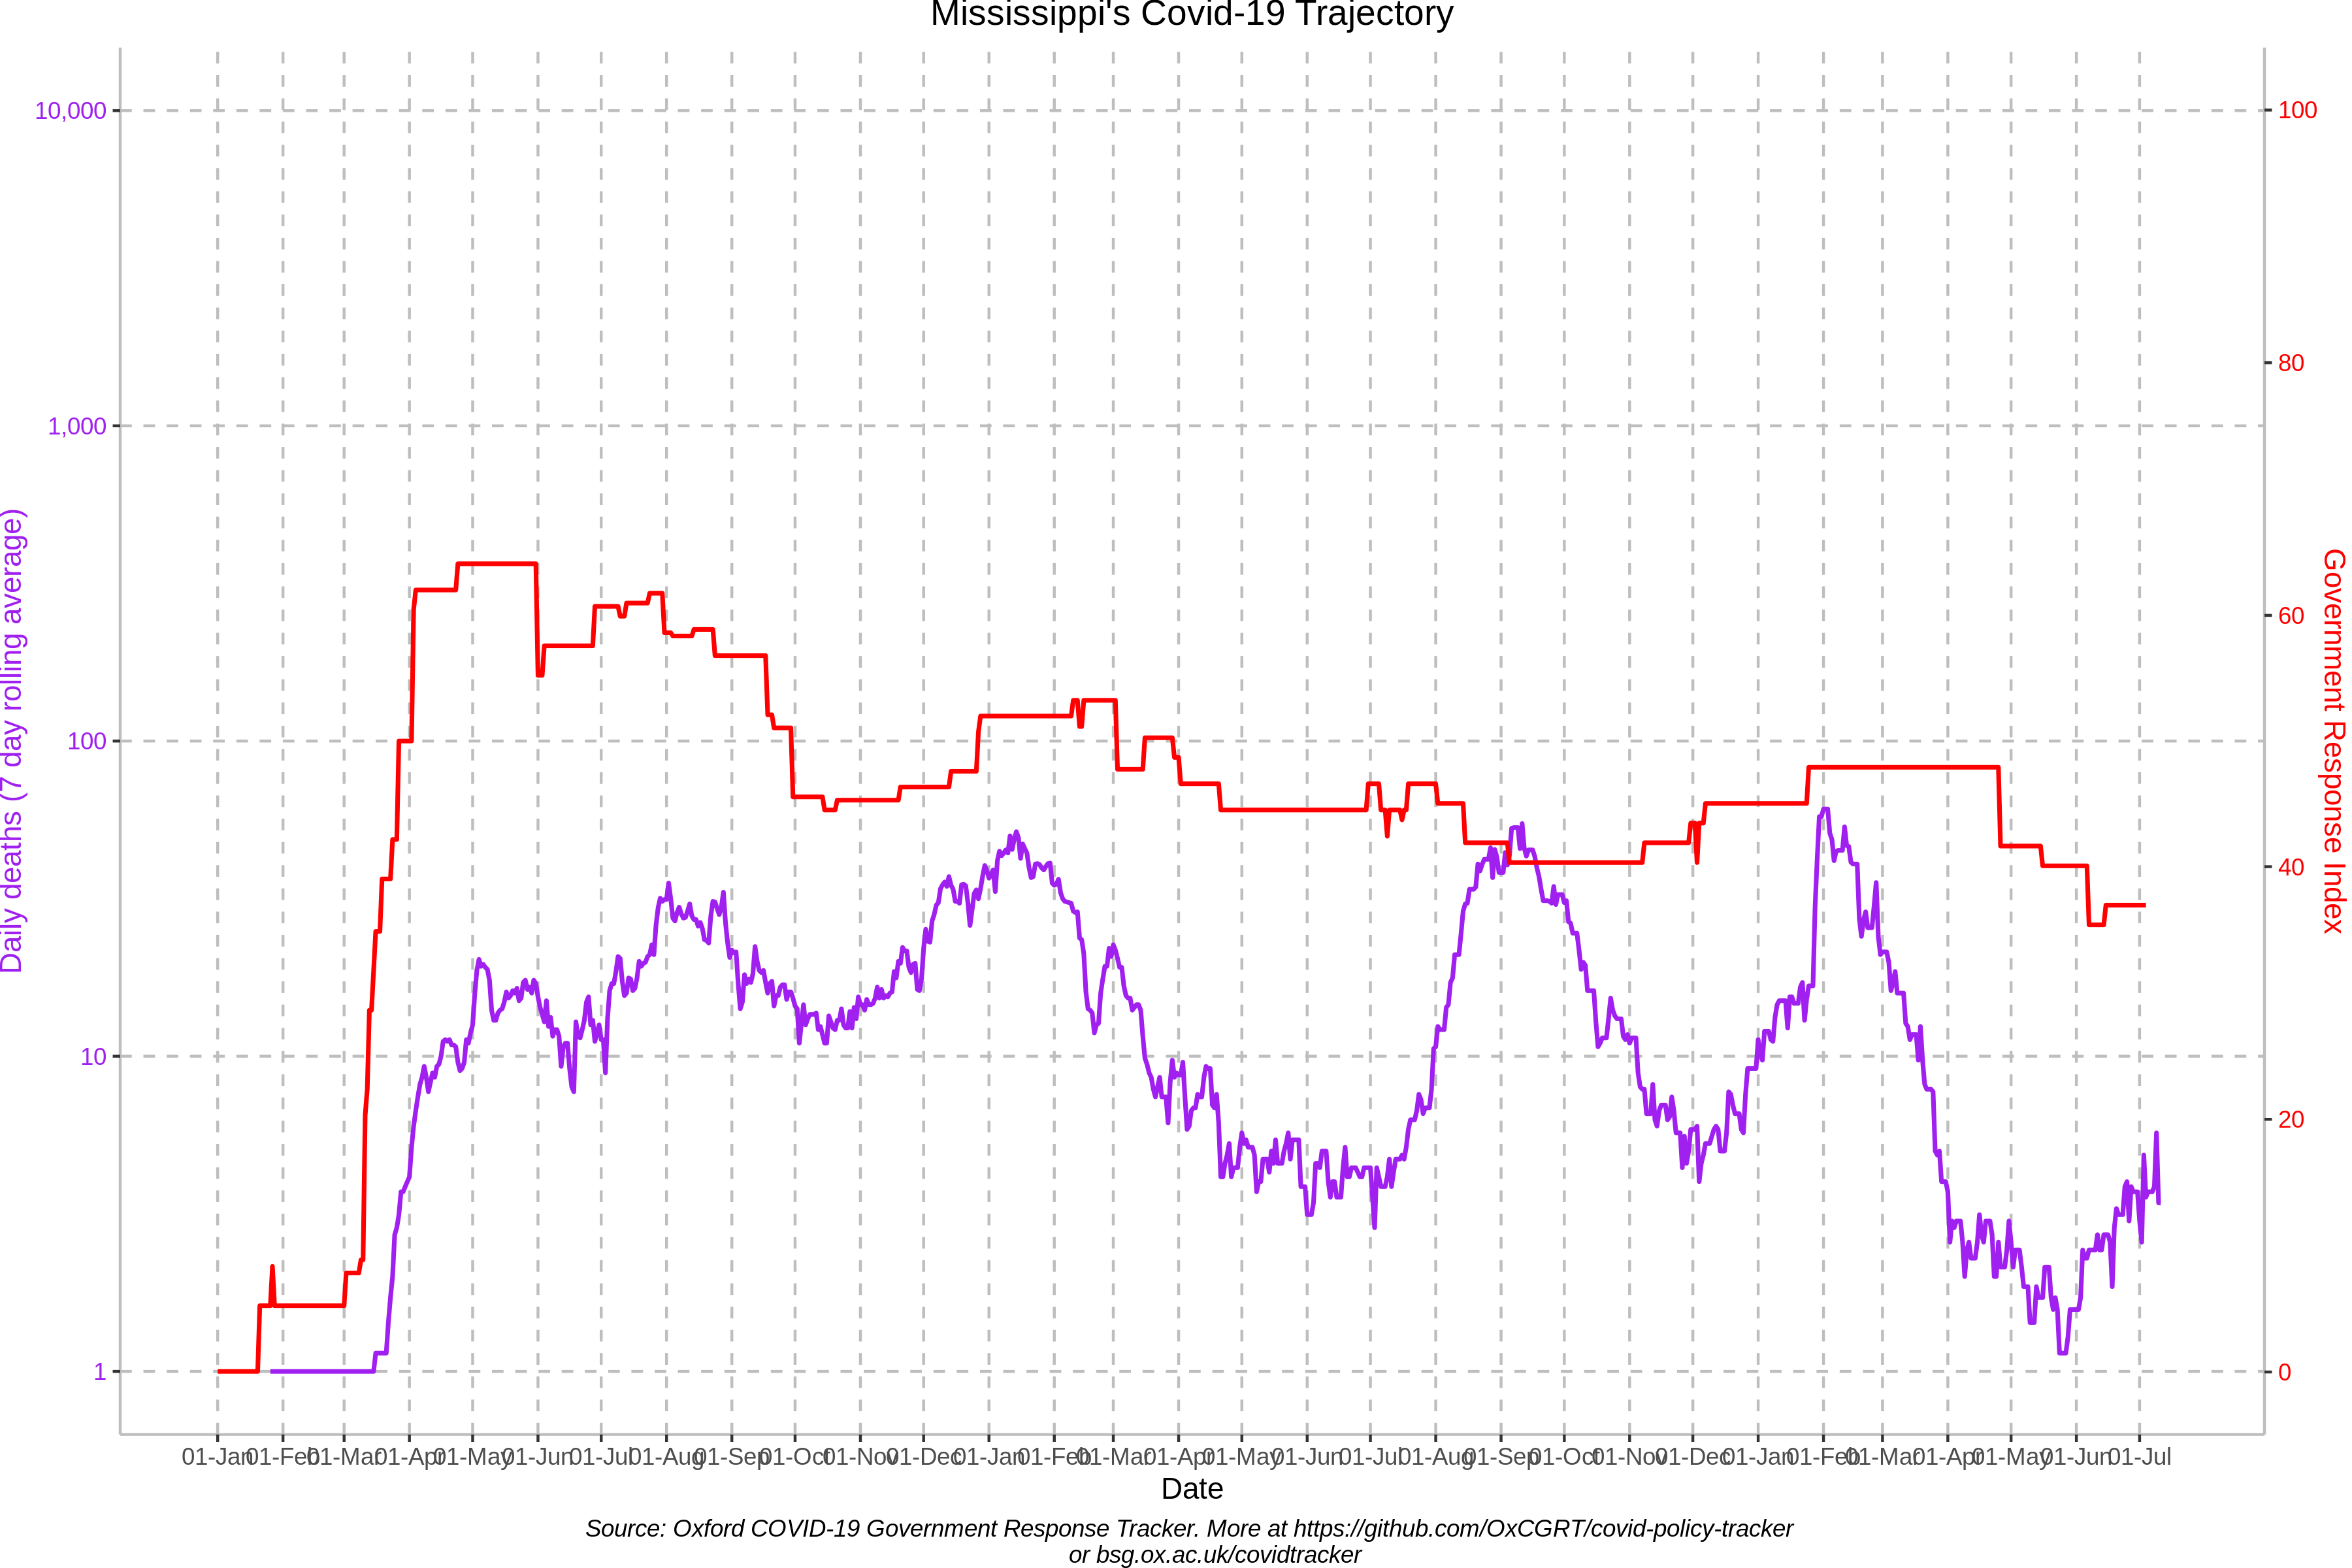 Mississippi's Covid-19 Trajectory
10,000
1,000
100
10
1
Daily deaths (7 day rolling average)
100
80
60
40
20
0
Government Response Index
01-Jan 01-Feb 01-Mar 01-Apr 01-May 01-Jun 01-Jul 01-Aug 01-Sep 01-Oct 01-Nov 01-Dec 01-Jan 01-Feb 01-Mar 01-Apr 01-May 01-Jun 01-Jul 01-Aug 01-Sep 01-Oct 01-Nov 01-Dec 01-Jan 01-Feb 01-Mar 01-Apr 01-May 01-Jun 01-Jul
Date
Source: Oxford COVID-19 Government Response Tracker. More at https://github.com/OxCGRT/covid-policy-tracker
or bsg.ox.ac.uk/covidtracker